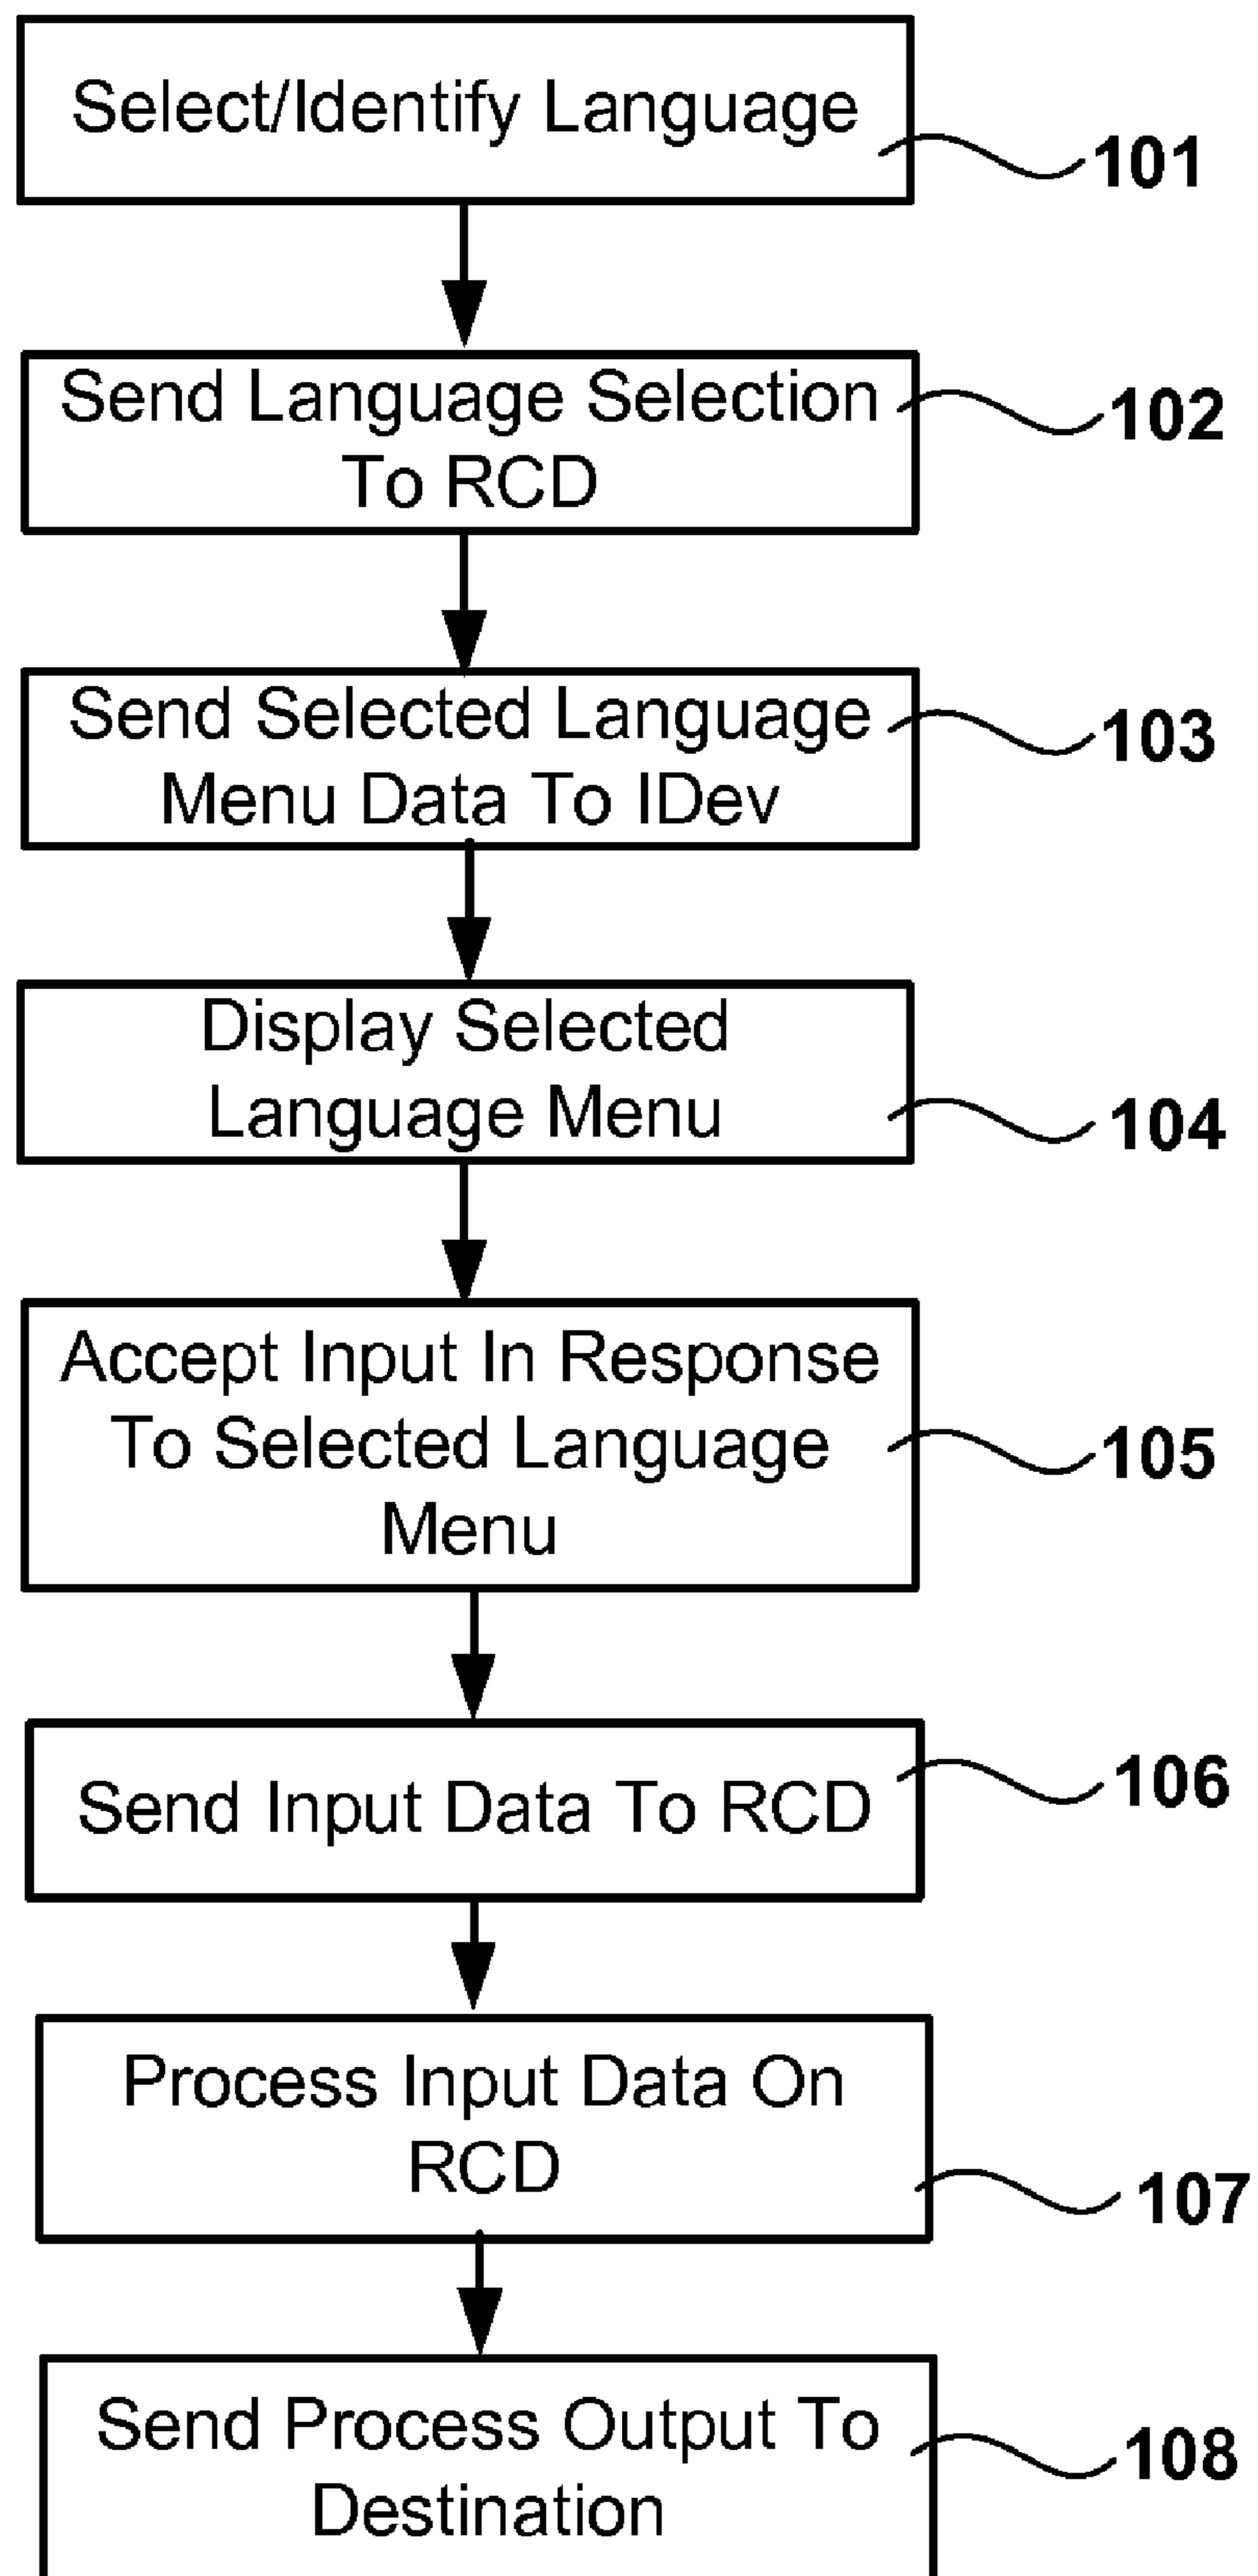 Select/Identify Language
101
Send Language Selection
To RCD
102
Send Selected Language
Menu Data To IDev
103
Display Selected
Language Menu
104
Accept Input In Response
To Selected Language
Menu
105
Send Input Data To RCD
106
Process Input Data On
RCD
107
Send Process Output To
Destination
108